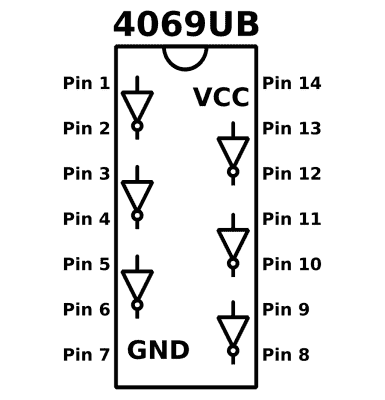 4069UB
Pin 1
Pin 14
VCC
Pin 2
Pin 13
Pin 3
Pin 12
Pin 4
Pin 11
Pin 5
Pin 10
Pin 6
Pin 9
GND
Pin 7
Pin 8